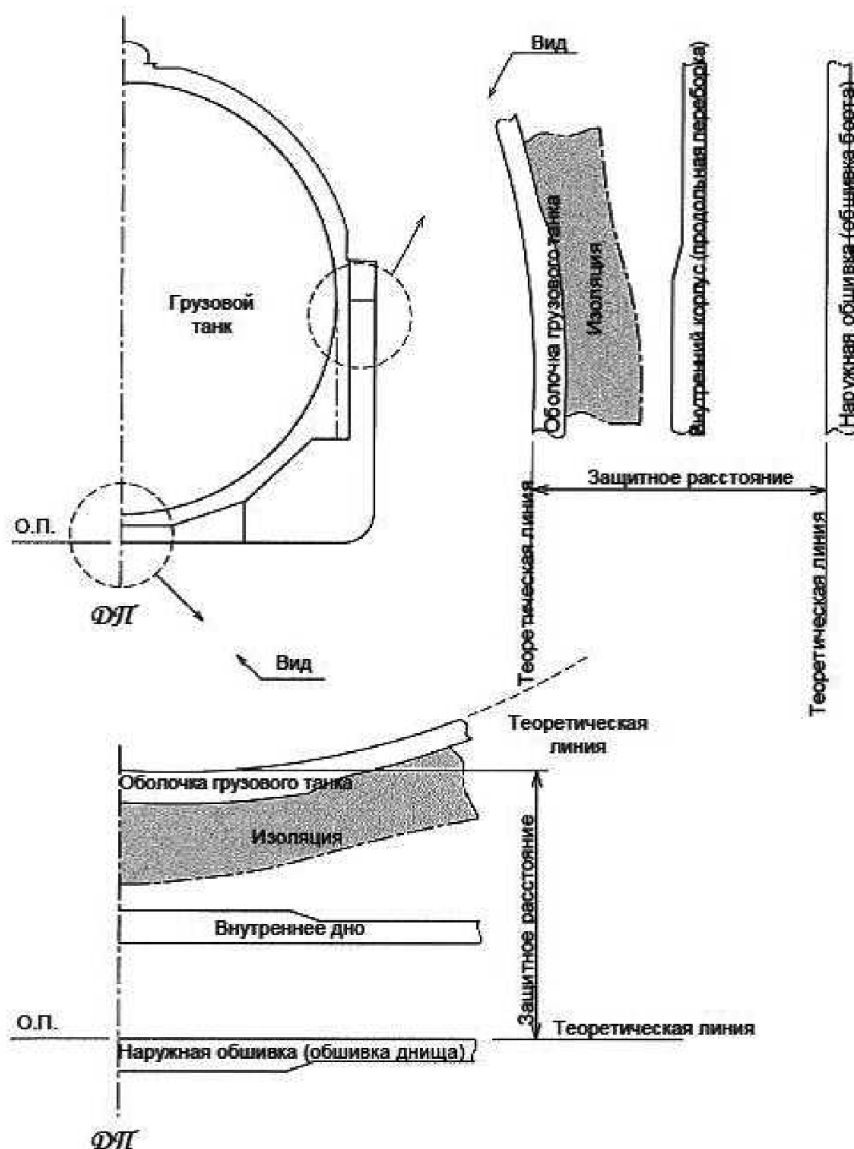 Вид
Грузовой
танк
О.П.
ДП
Оболочка грузового танка
Изоляция
Внутренний корпус (продольная переборка)
Наружная обшивка (обшивка борта)
Защитное расстояние
Теоретическая линия
Теоретическая линия
Вид
Теоретическая
линия
Оболочка грузового танка
Изоляция
Защитное расстояние
Внутреннее дно
О.П.
Теоретическая линия
Наружная обшивка (обшивка днища)
ДП